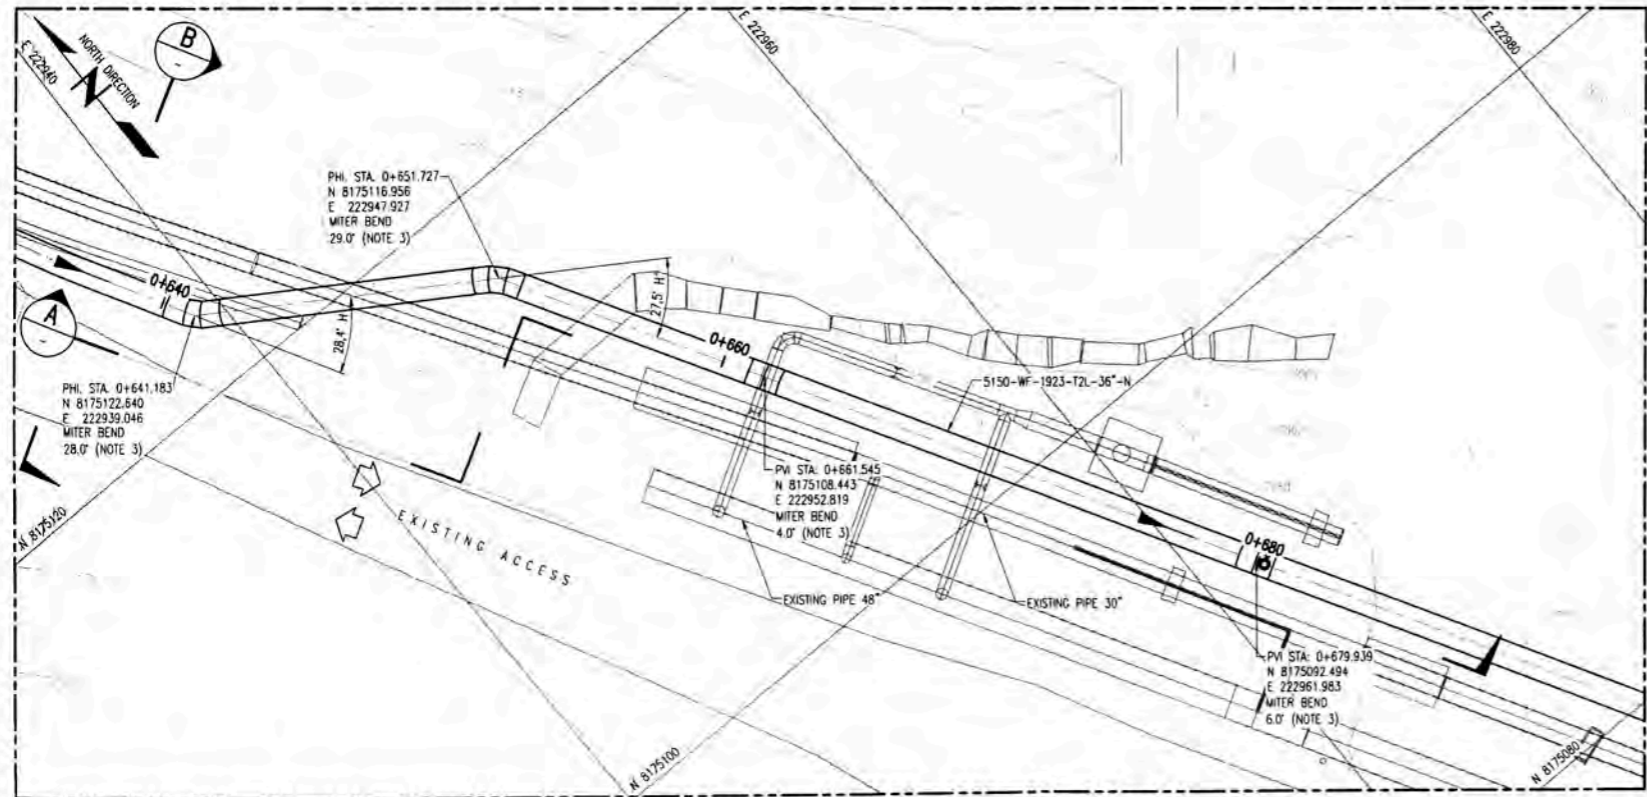 E 222940
NORTH DIRECTION
N
B
-
E 222960
E 222980
PHI. STA. 0+651.727
N 8175116.956
E 222947.927
MITER BEND
29.0° (NOTE 3)
0+640
A
-
28,4° H
27,5° H
0+660
PHI. STA. 0+641.183
N 8175122.640
E 222939.046
MITER BEND
28.0° (NOTE 3)
5150-WF-1923-T2L-36"-N
PVI STA: 0+661.545
N 8175108.443
E 222952.819
MITER BEND
4.0° (NOTE 3)
N 8175120
EXISTING ACCESS
0+680
EXISTING PIPE 48"
EXISTING PIPE 30"
PVI STA: 0+679.939
N 8175092.494
E 222961.983
MITER BEND
6.0° (NOTE 3)
N 8175100
N 8175080